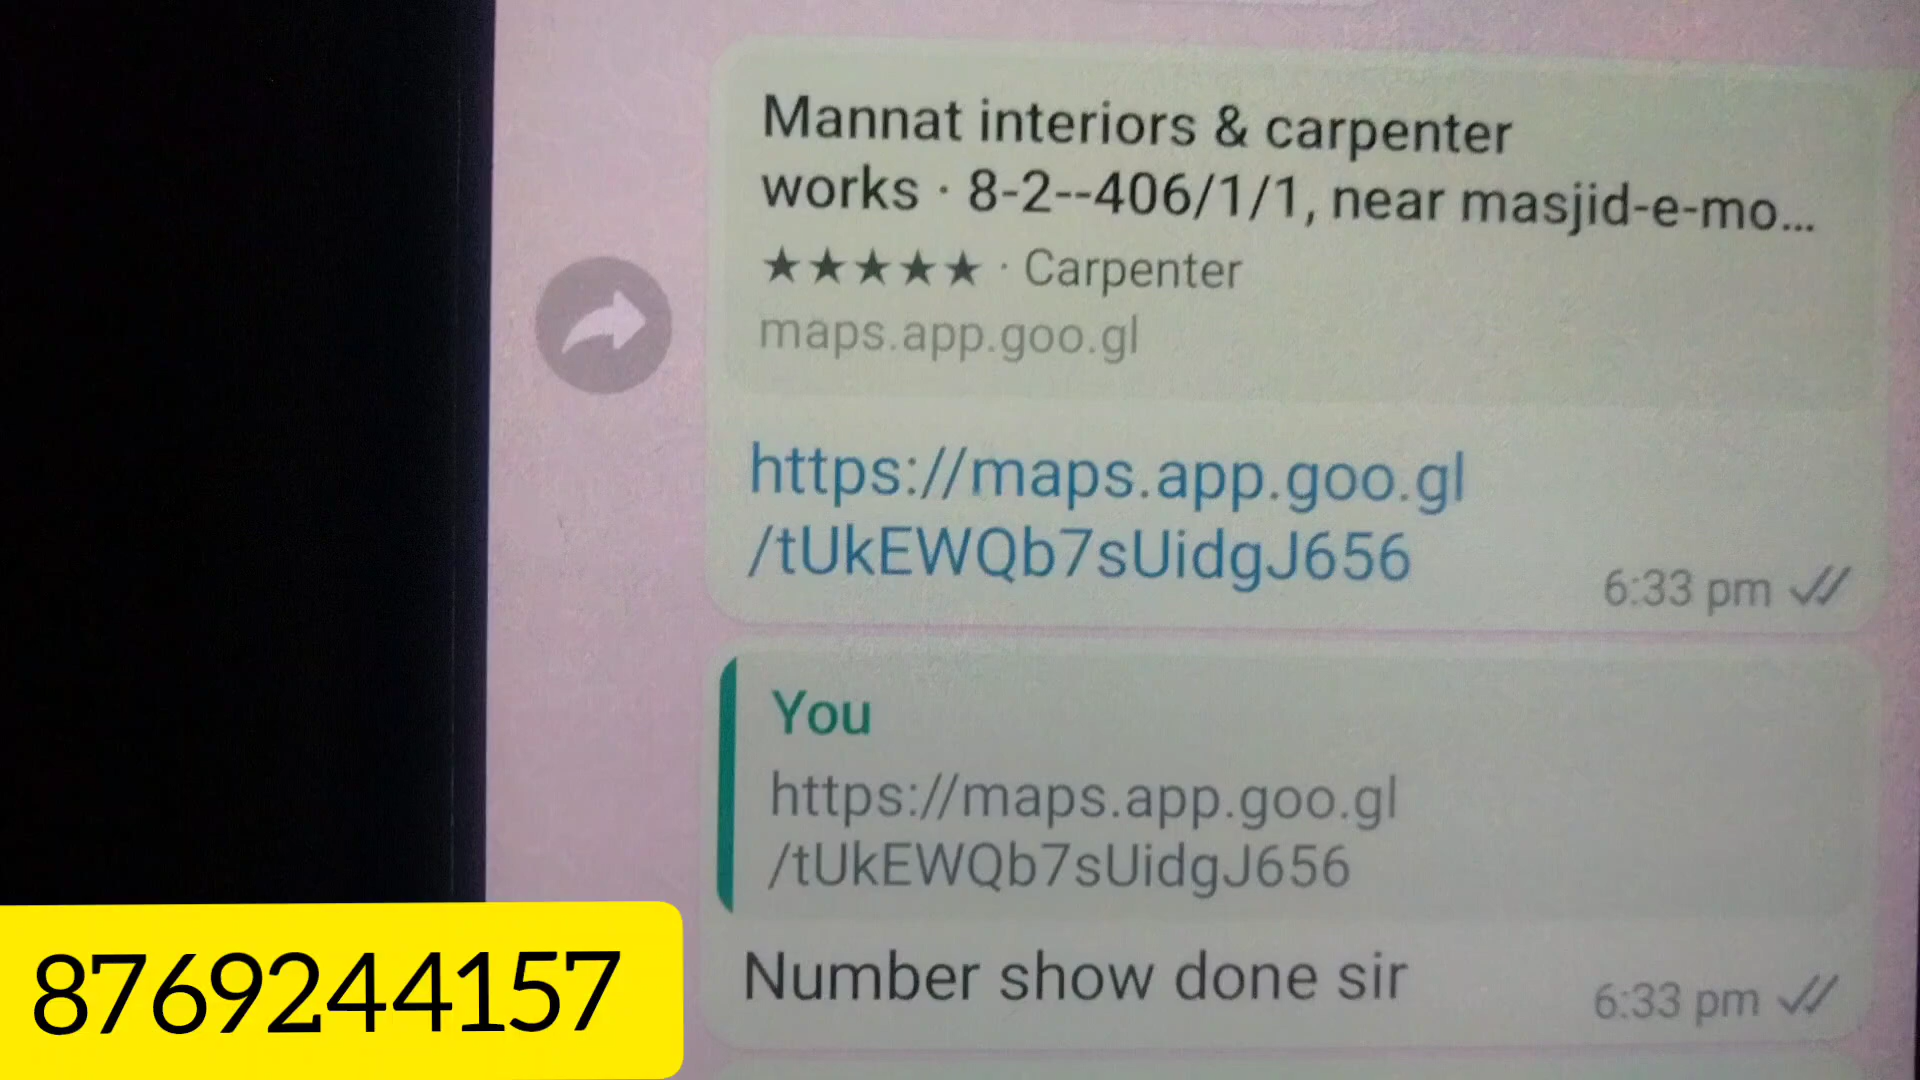 Mannat interiors & carpenter
works · 8-2--406/1/1, near masjid-e-mo...
★★★★★ · Carpenter
maps.app.goo.gl
https://maps.app.goo.gl
/tUkEWQb7sUidgJ656
6:33 pm
You
https://maps.app.goo.gl
/tUkEWQb7sUidgJ656
Number show done sir
6:33 pm
8769244157